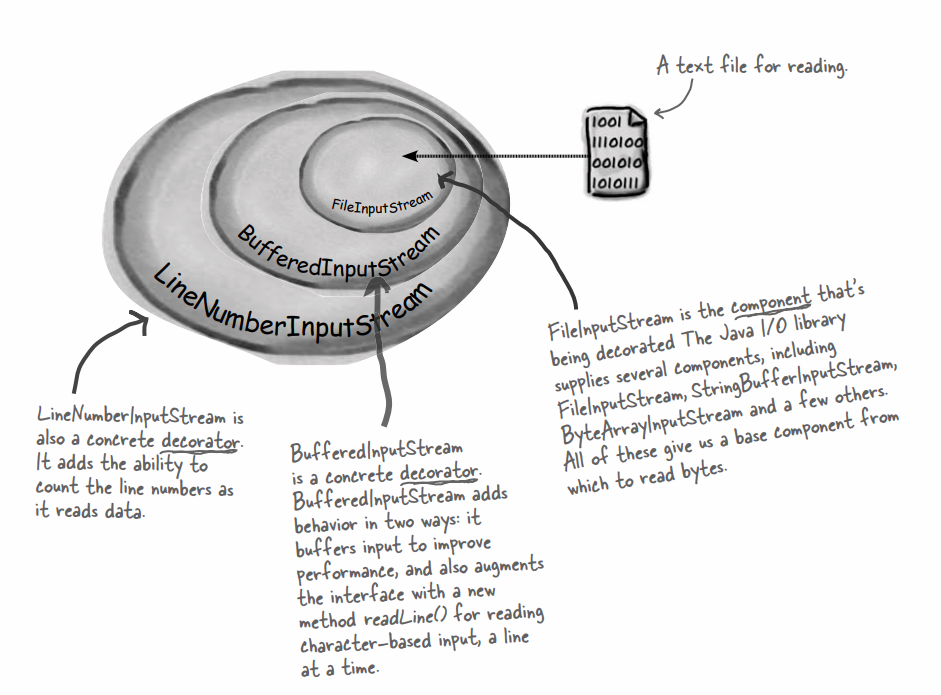 A text file for reading.
1001
1110100
001010
1010111
FileInputStream
BufferedInputStream
LineNumberInputStream
FileInputStream is the component that's
being decorated The Java I/O library
supplies several components, including
FileInputStream, StringBufferInputStream,
ByteArrayInputStream and a few others.
All of these give us a base component from
which to read bytes.
LineNumberInputStream is
also a concrete decorator.
It adds the ability to
count the line numbers as
it reads data.
BufferedInputStream
is a concrete decorator.
BufferedInputStream adds
behavior in two ways: it
buffers input to improve
performance, and also augments
the interface with a new
method readLine() for reading
character-based input, a line
at a time.